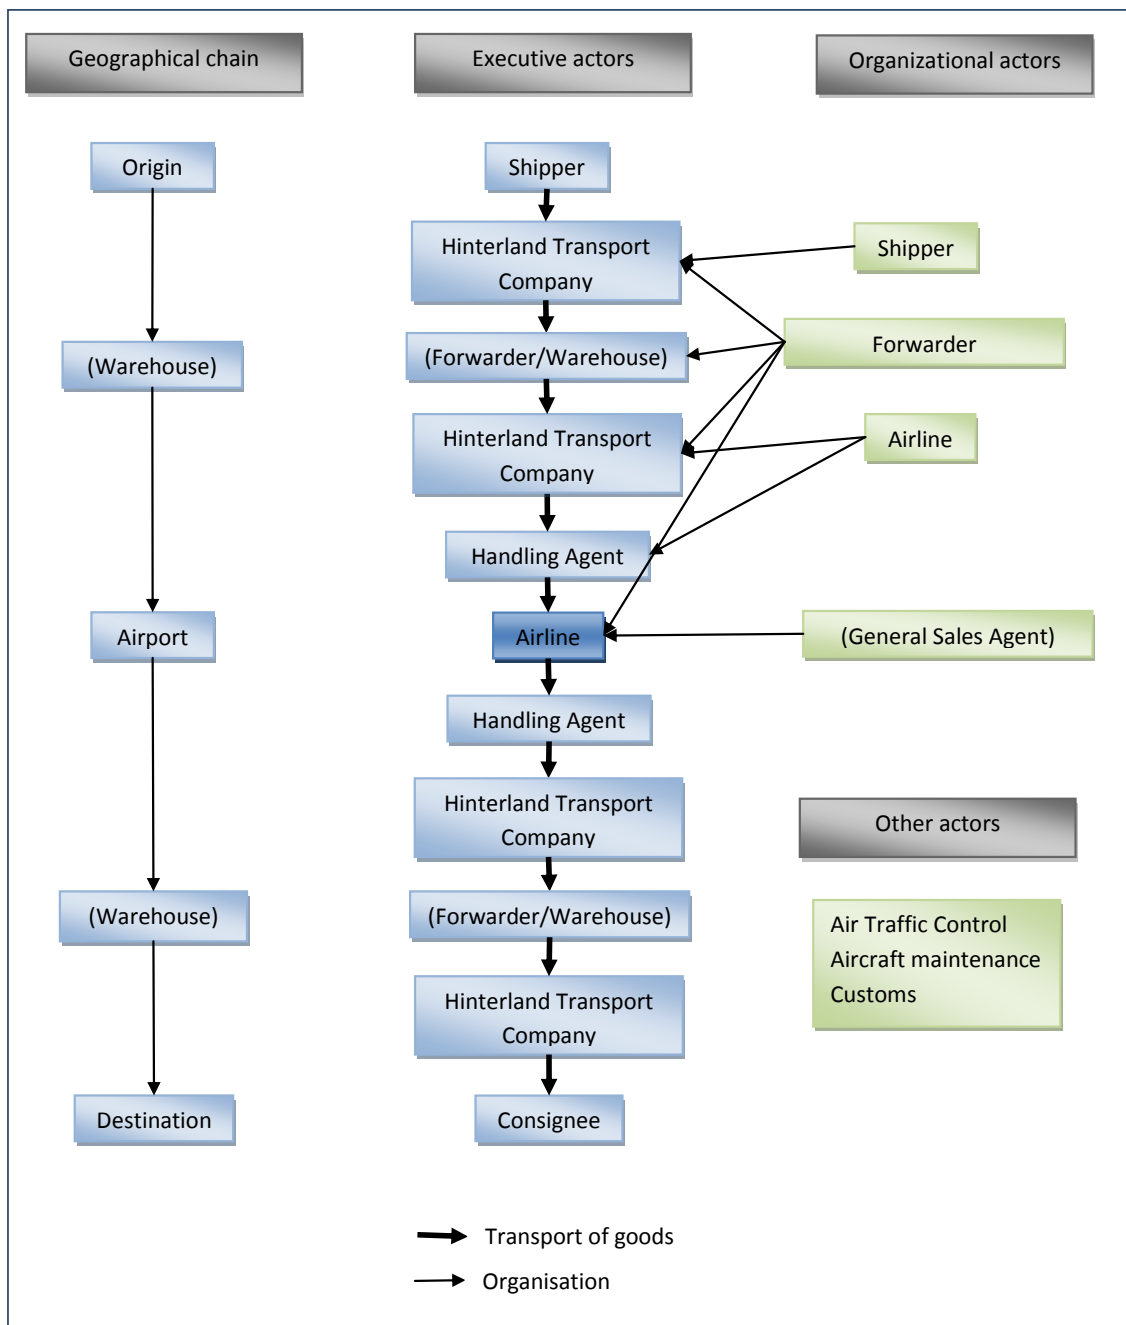 Geographical chain
Executive actors
Organizational actors
Origin
Shipper
Hinterland Transport
Company
Shipper
(Warehouse)
(Forwarder/Warehouse)
Forwarder
Hinterland Transport
Company
Airline
Handling Agent
Airport
Airline
(General Sales Agent)
Handling Agent
Hinterland Transport
Company
Other actors
(Warehouse)
(Forwarder/Warehouse)
Air Traffic Control
Aircraft maintenance
Customs
Hinterland Transport
Company
Destination
Consignee
Transport of goods
Organisation